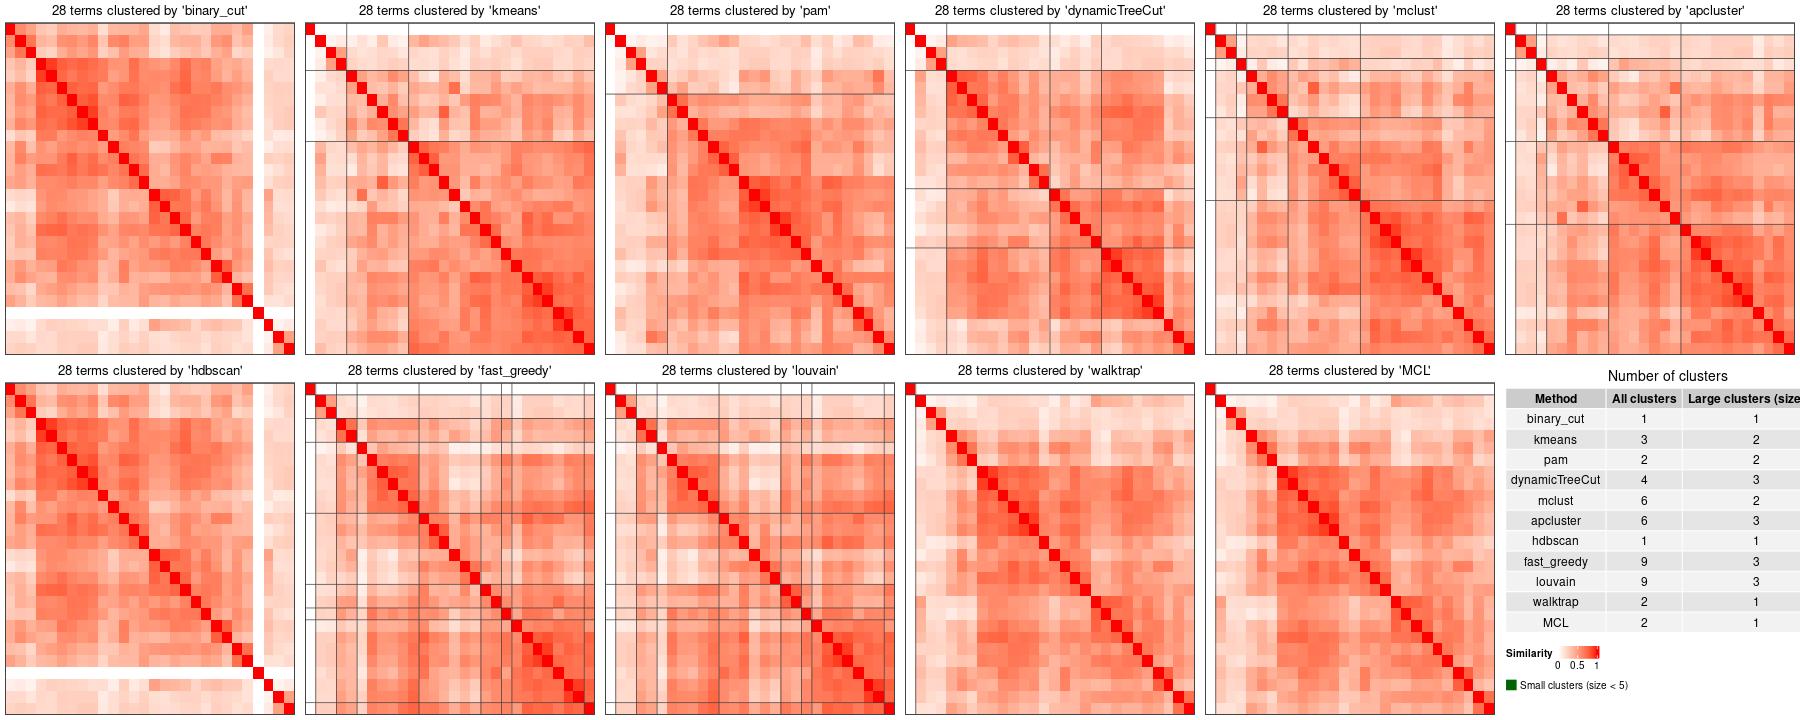 28 terms clustered by 'binary_cut'
28 terms clustered by 'kmeans'
28 terms clustered by 'pam'
28 terms clustered by 'dynamicTreeCut'
28 terms clustered by 'mclust'
28 terms clustered by 'apcluster'
28 terms clustered by 'hdbscan'
28 terms clustered by 'fast_greedy'
28 terms clustered by 'louvain'
28 terms clustered by 'walktrap'
28 terms clustered by 'MCL'
Number of clusters
Method All clusters Large clusters (size
binary_cut 1 1
kmeans 3 2
pam 2 2
dynamicTreeCut 4 3
mclust 6 2
apcluster 6 3
hdbscan 1 1
fast_greedy 9 3
louvain 9 3
walktrap 2 1
MCL 2 1
Similarity
0 0.5 1
Small clusters (size < 5)